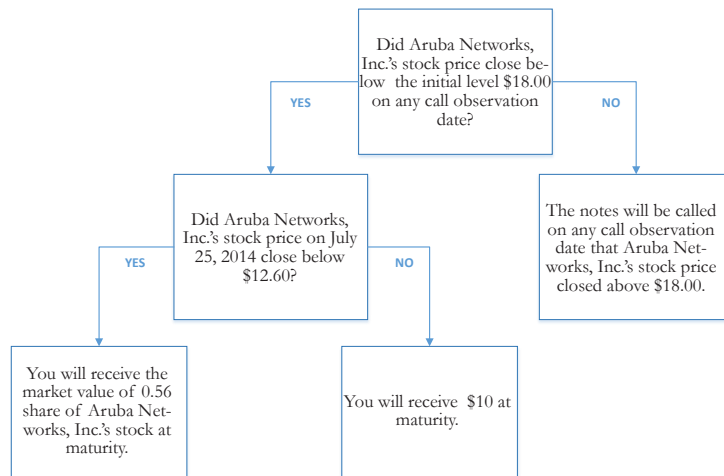 Did Aruba Networks,
Inc.'s stock price close be-
low the initial level $18.00
on any call observation
date?
YES
NO
Did Aruba Networks,
Inc.'s stock price on July
25, 2014 close below
$12.60?
The notes will be called
on any call observation
date that Aruba Net-
works, Inc.'s stock price
closed above $18.00.
YES
NO
You will receive the
market value of 0.56
share of Aruba Net-
works, Inc.'s stock at
maturity.
You will receive $10 at
maturity.